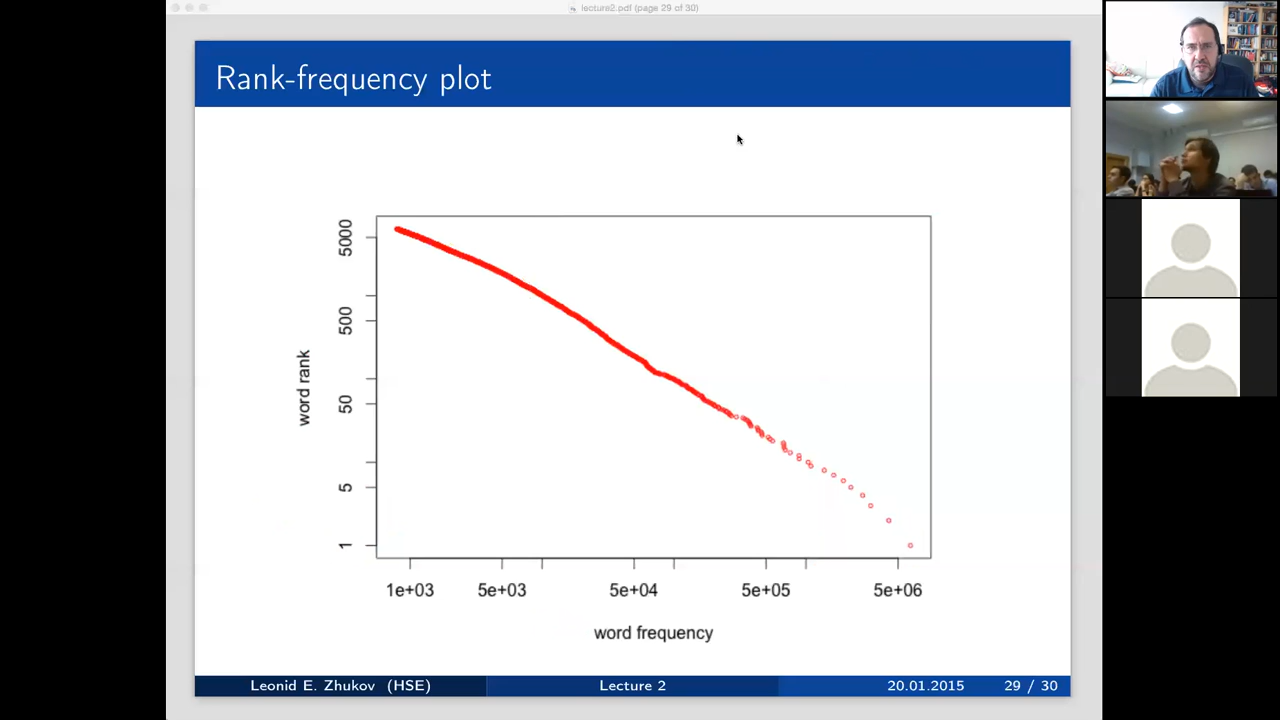 lecture2.pdf (page 29 of 30)
Rank-frequency plot
word rank
5000
500
50
5
1
1e+03 5e+03 5e+04 5e+05 5e+06
word frequency
Leonid E. Zhukov (HSE) Lecture 2 20.01.2015 29 / 30